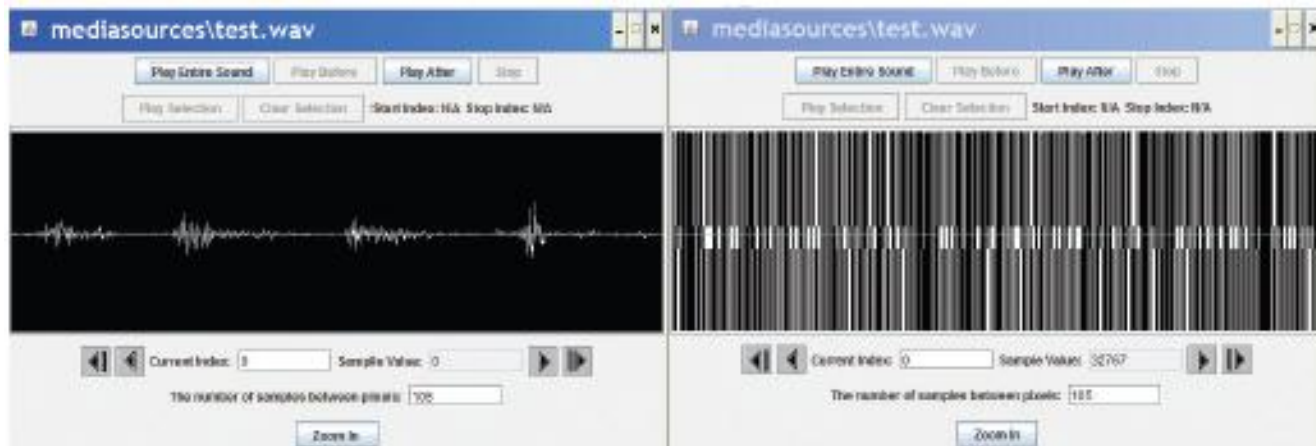 mediasources\test.wav
Play Entire Sound Play Before Play After Stop
Play Selection Clear Selection Start Index: N/A Stop Index: N/A
Current Index: 0 Sample Value: 0
The number of samples between pixels:
Zoom In
mediasources\test.wav
Play Entire Sound Play Before Play After Stop
Play Selection Clear Selection Start Index: N/A Stop Index: N/A
Current Index: 0 Sample Value: 32767
The number of samples between pixels: 105
Zoom In